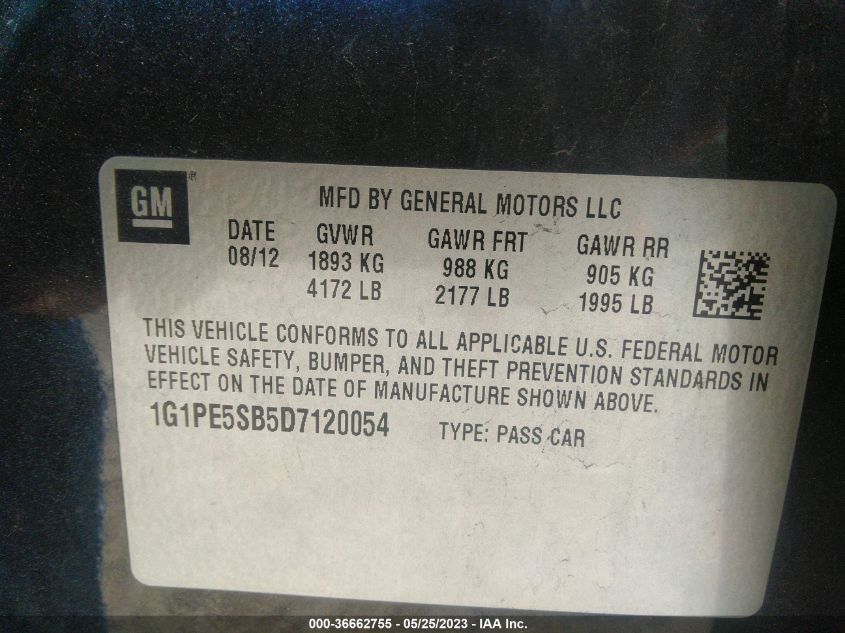 GM®
MFD BY GENERAL MOTORS LLC
DATE GVWR GAWR FRT GAWR RR
08/12 1893 KG 988 KG 905 KG
4172 LB 2177 LB 1995 LB
THIS VEHICLE CONFORMS TO ALL APPLICABLE U.S. FEDERAL MOTOR
VEHICLE SAFETY, BUMPER, AND THEFT PREVENTION STANDARDS IN
EFFECT ON THE DATE OF MANUFACTURE SHOWN ABOVE.
1G1PE5SB5D7120054 TYPE: PASS CAR
000-36662755 - 05/25/2023 - IAA Inc.